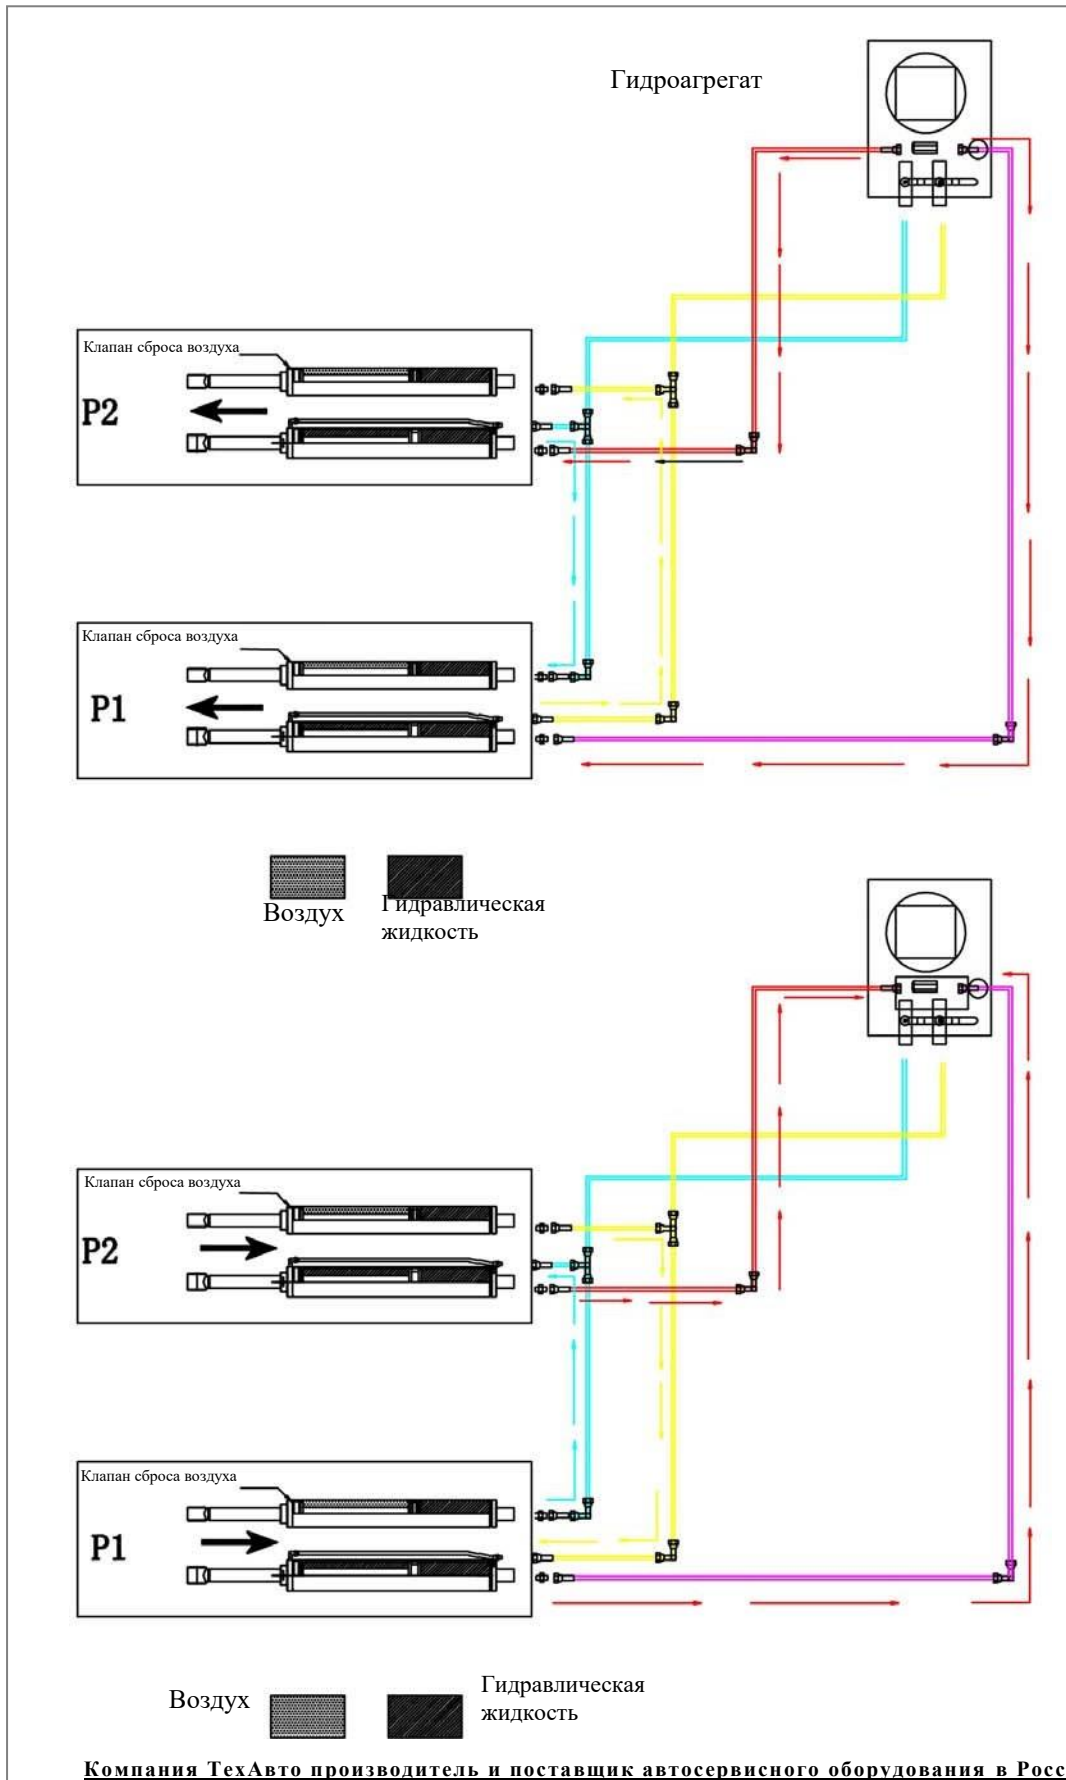 Гидроагрегат
Клапан сброса воздуха
P2
Клапан сброса воздуха
P1
Воздух
Гидравлическая
жидкость
Клапан сброса воздуха
P2
Клапан сброса воздуха
P1
Воздух
Гидравлическая
жидкость
Компания ТехАвто производитель и поставщик автосервисного оборудования в Росс